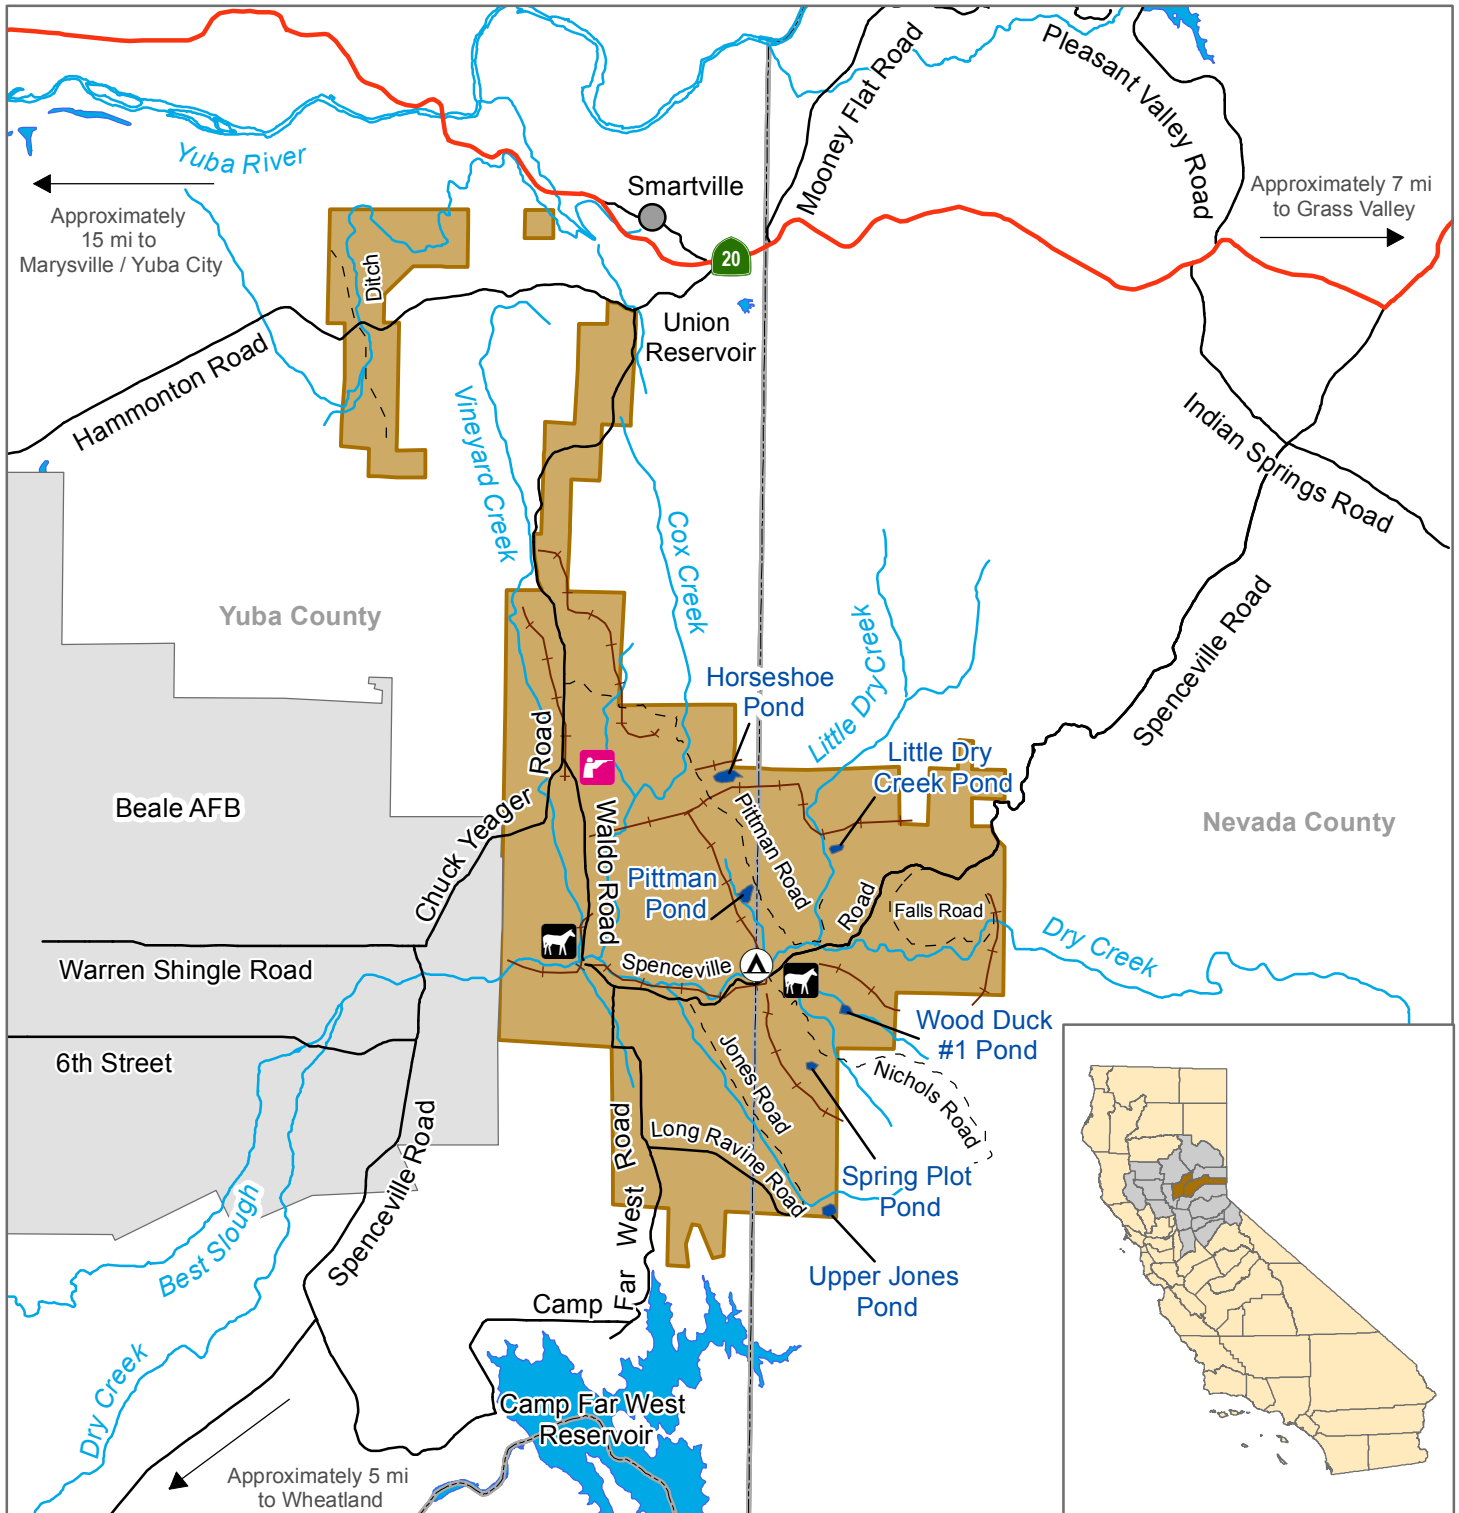 Yuba River
Approximately
15 mi to
Marysville / Yuba City
Smartville
20
Mooney Flat Road
Pleasant Valley Road
Approximately 7 mi
to Grass Valley
Ditch
Hammonton Road
Union
Reservoir
Vineyard Creek
Cox Creek
Indian Springs Road
Yuba County
Little Dry Creek
Spenceville Road
Horseshoe
Pond
Little Dry
Creek Pond
Beale AFB
Chuck Yeager Road
Waldo Road
Pittman Road
Nevada County
Pittman
Pond
Falls Road
Dry Creek
Warren Shingle Road
Spenceville Road
Wood Duck
#1 Pond
6th Street
Jones Road
Nichols Road
Long Ravine Road
Spenceville Road
Spring Plot
Pond
Best Slough
Camp Far West Road
Upper Jones
Pond
Dry Creek
Camp Far West
Reservoir
Approximately 5 mi
to Wheatland